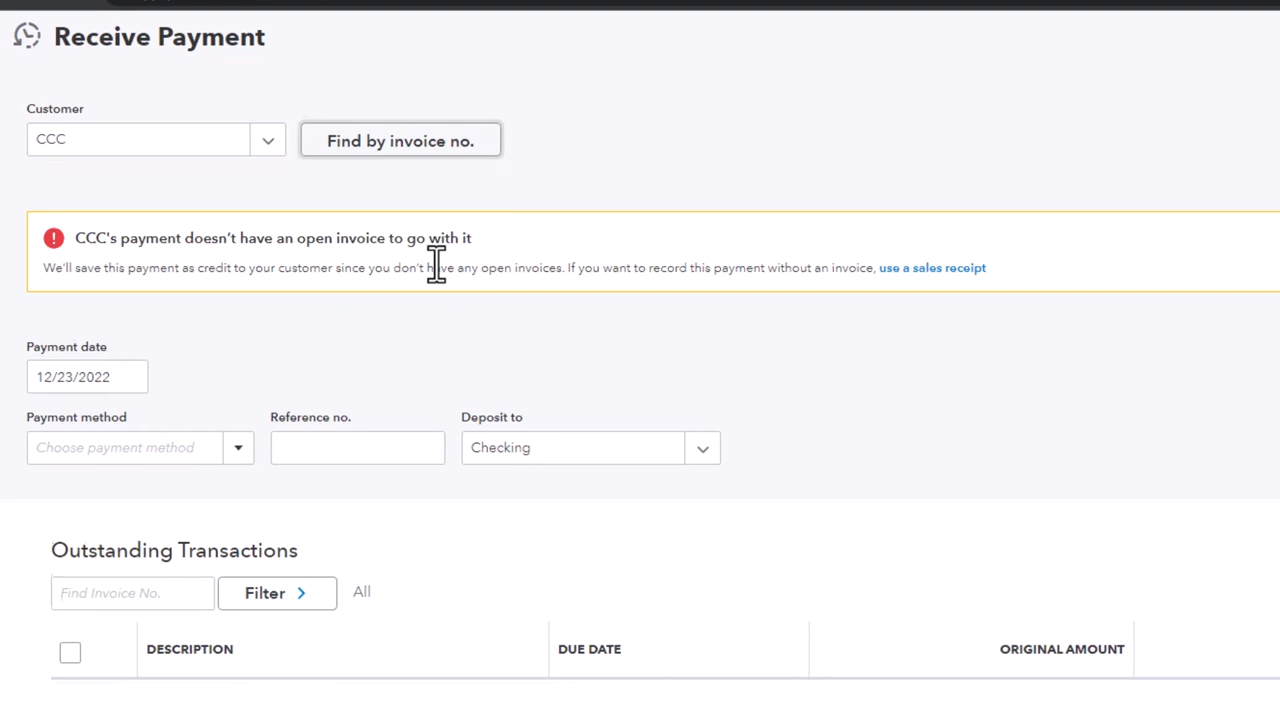 Receive Payment
Customer
CCC
Find by invoice no.
CCC's payment doesn't have an open invoice to go with it
We'll save this payment as credit to your customer since you don't have any open invoices. If you want to record this payment without an invoice, use a sales receipt
Payment date
12/23/2022
Payment method
Reference no.
Deposit to
Choose payment method
Checking
Outstanding Transactions
Find Invoice No.
Filter
All
DESCRIPTION
DUE DATE
ORIGINAL AMOUNT